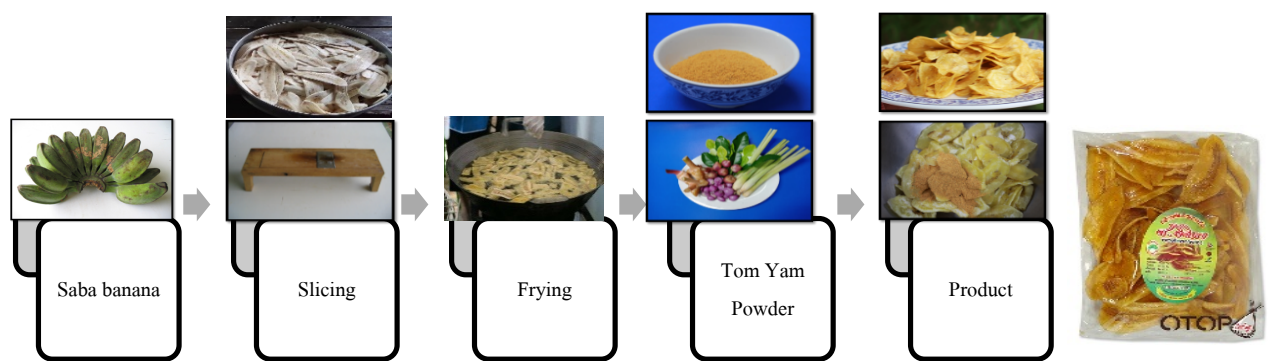 Saba banana
Slicing
Frying
Tom Yam
Powder
Product
OTOP